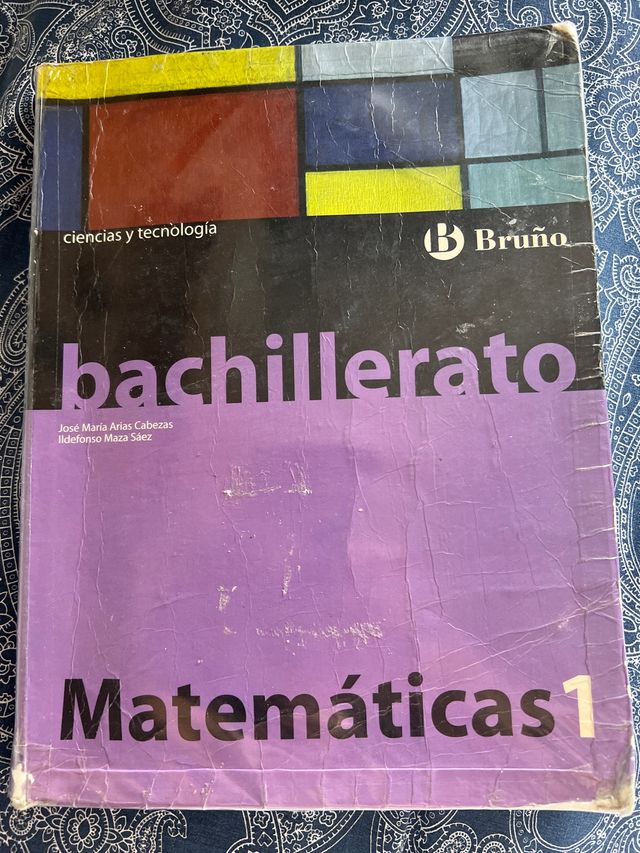 ciencias y tecnología
B Bruño
bachillerato
José María Arias Cabezas
Ildefonso Maza Sáez
Matemáticas 1